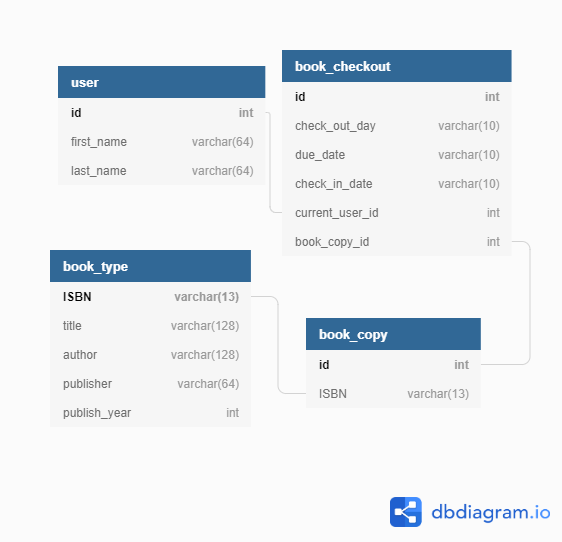 user
id int
first_name varchar(64)
last_name varchar(64)
book_checkout
id int
check_out_day varchar(10)
due_date varchar(10)
check_in_date varchar(10)
current_user_id int
book_copy_id int
book_type
ISBN varchar(13)
title varchar(128)
author varchar(128)
publisher varchar(64)
publish_year int
book_copy
id int
ISBN varchar(13)
dbdiagram.io